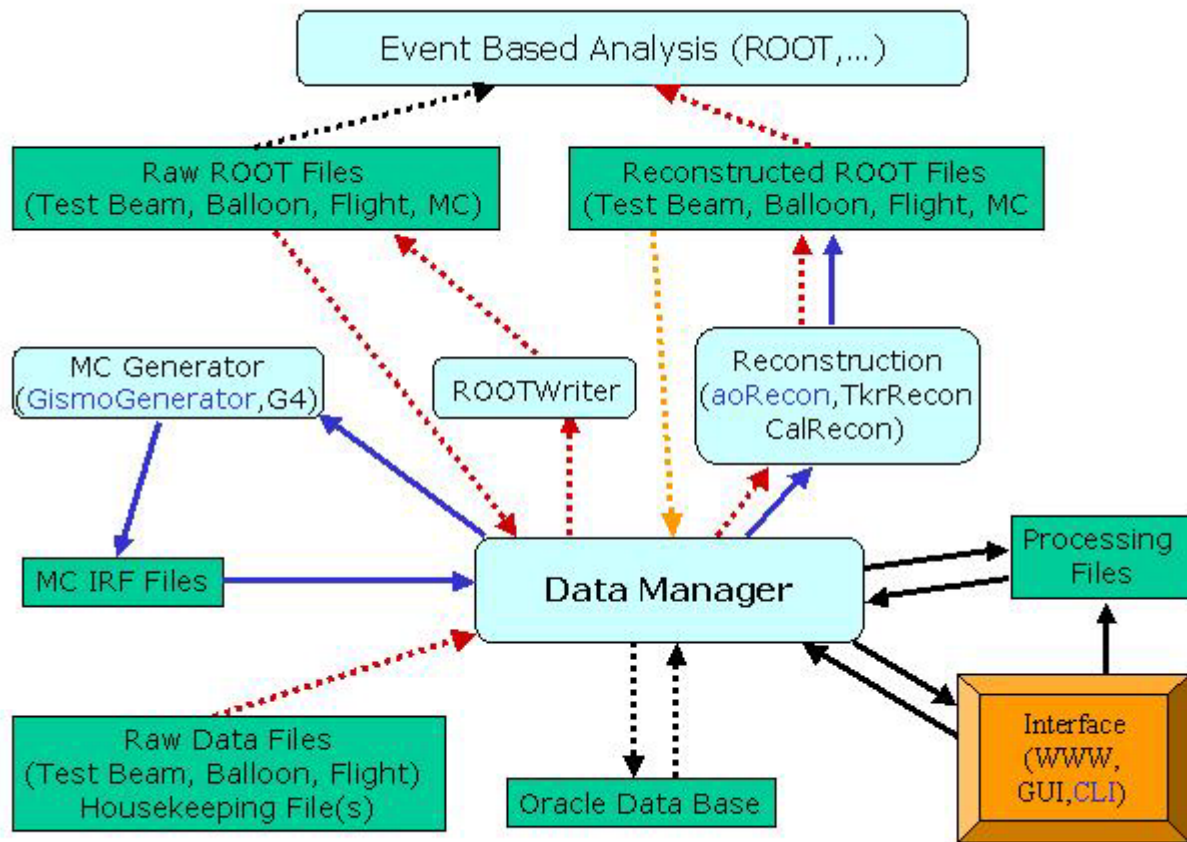 Event Based Analysis (ROOT,...)
Raw ROOT Files
(Test Beam, Balloon, Flight, MC)
Reconstructed ROOT Files
(Test Beam, Balloon, Flight, MC
MC Generator
(GismoGenerator,G4)
ROOTWriter
Reconstruction
(aoRecon,TkrRecon
CalRecon)
MC IRF Files
Data Manager
Processing
Files
Raw Data Files
(Test Beam, Balloon, Flight)
Housekeeping File(s)
Oracle Data Base
Interface
(WWW,
GUI,CLI)